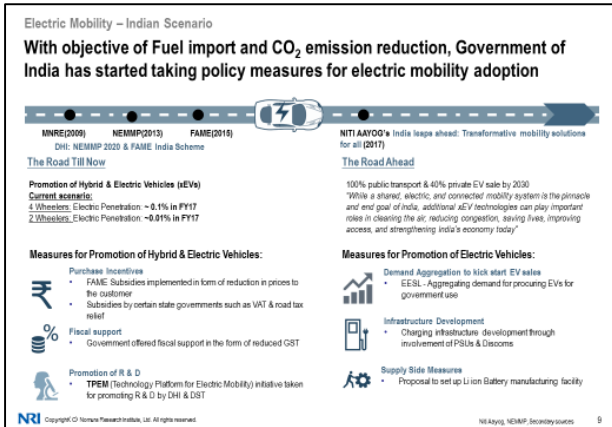 Electric Mobility – Indian Scenario
With objective of Fuel import and CO2 emission reduction, Government of
India has started taking policy measures for electric mobility adoption
MNRE(2009)
NEMMP(2013)
FAME(2015)
DHI: NEMMP 2020 & FAME India Scheme
NITI AAYOG's India leaps ahead: Transformative mobility solutions
for all (2017)
The Road Till Now
Promotion of Hybrid & Electric Vehicles (xEVs)
Current scenario:
4 Wheelers: Electric Penetration: ~ 0.1% in FY17
2 Wheelers: Electric Penetration: ~0.01% in FY17
Measures for Promotion of Hybrid & Electric Vehicles:
₹
Purchase Incentives
• FAME Subsidies implemented in form of reduction in prices to
the customer
• Subsidies by certain state governments such as VAT & road tax
relief
%
Fiscal support
• Government offered fiscal support in the form of reduced GST
Promotion of R & D
• TPEM (Technology Platform for Electric Mobility) initiative taken
for promoting R & D by DHI & DST
The Road Ahead
100% public transport & 40% private EV sale by 2030
"While a shared, electric, and connected mobility system is the pinnacle
and end goal of india, additional xEV technologies can play important
roles in clearing the air, reducing congestion, saving lives, improving
access, and strengthening India's economy today"
Measures for Promotion of Electric Vehicles:
Demand Aggregation to kick start EV sales
• EESL - Aggregating demand for procuring EVs for
government use
Infrastructure Development
• Charging infrastructure development through
involvement of PSUs & Discoms
Supply Side Measures
• Proposal to set up Li ion Battery manufacturing facility
NRI Copyright(C) Nomura Research Institute, Ltd. All rights reserved.
Niti Aayog, NEMMP, Secondary sources
9